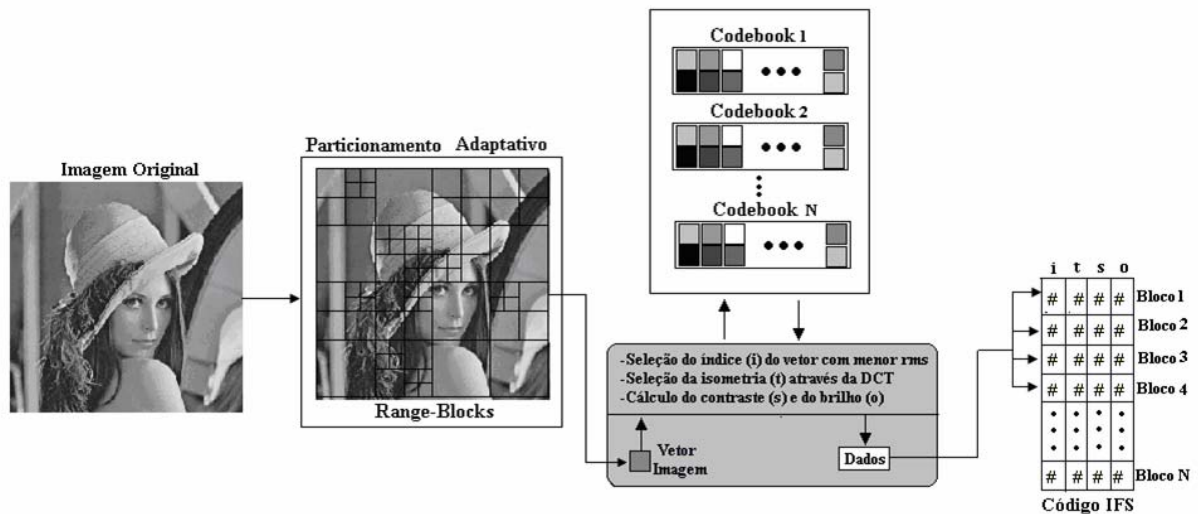 Imagem Original
Particionamento Adaptativo
Range-Blocks
Codebook 1
Codebook 2
Codebook N
-Seleção do índice (i) do vetor com menor rms
-Seleção da isometria (t) através da DCT
-Cálculo do contraste (s) e do brilho (o)
Vetor
Imagem
Dados
i t s o
# # # # Bloco 1
# # # # Bloco 2
# # # # Bloco 3
# # # # Bloco 4
# # # # Bloco N
Código IFS